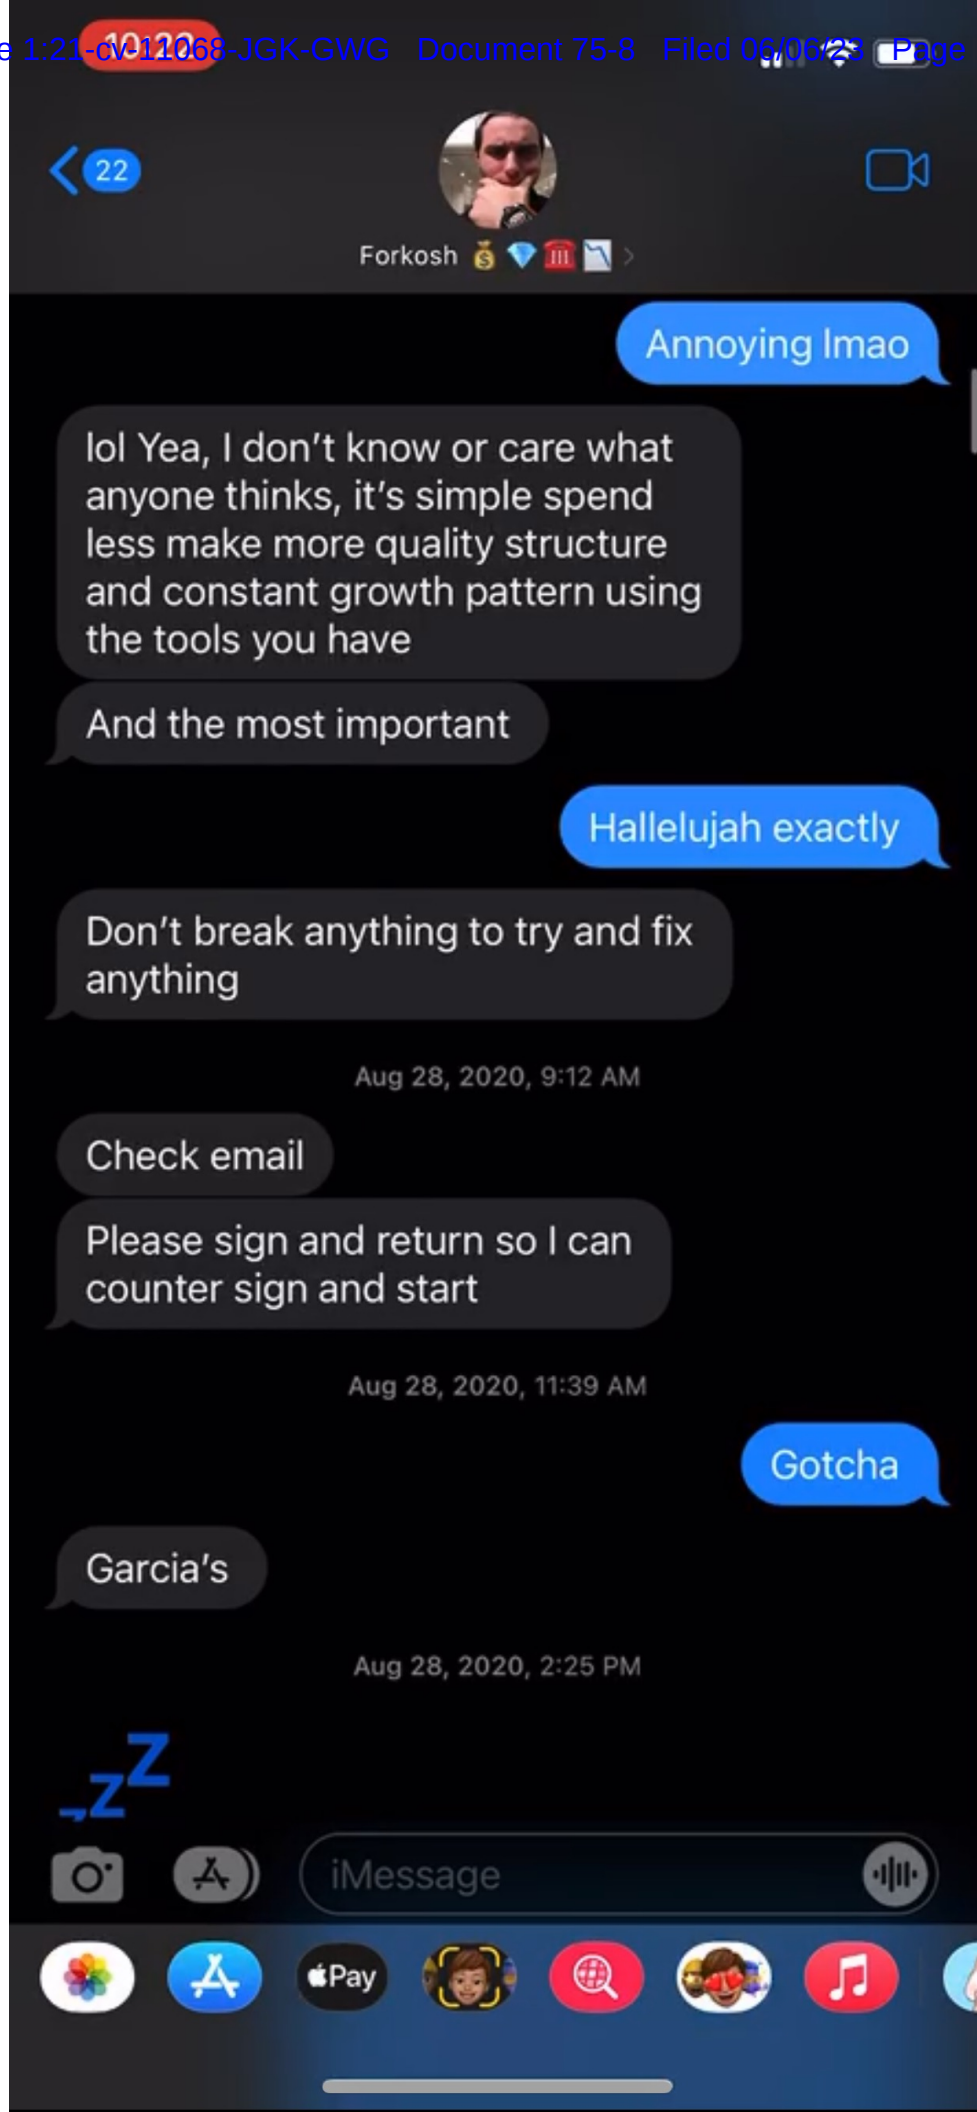 e 1:21-cv-11068-JGK-GWG Document 75-8 Filed 06/06/23 Page
10:22
22
Forkosh 💰 💎 ☎️ 📉
Annoying lmao
lol Yea, I don't know or care what
anyone thinks, it's simple spend
less make more quality structure
and constant growth pattern using
the tools you have
And the most important
Hallelujah exactly
Don't break anything to try and fix
anything
Aug 28, 2020, 9:12 AM
Check email
Please sign and return so I can
counter sign and start
Aug 28, 2020, 11:39 AM
Gotcha
Garcia's
Aug 28, 2020, 2:25 PM
💤
iMessage
Pay